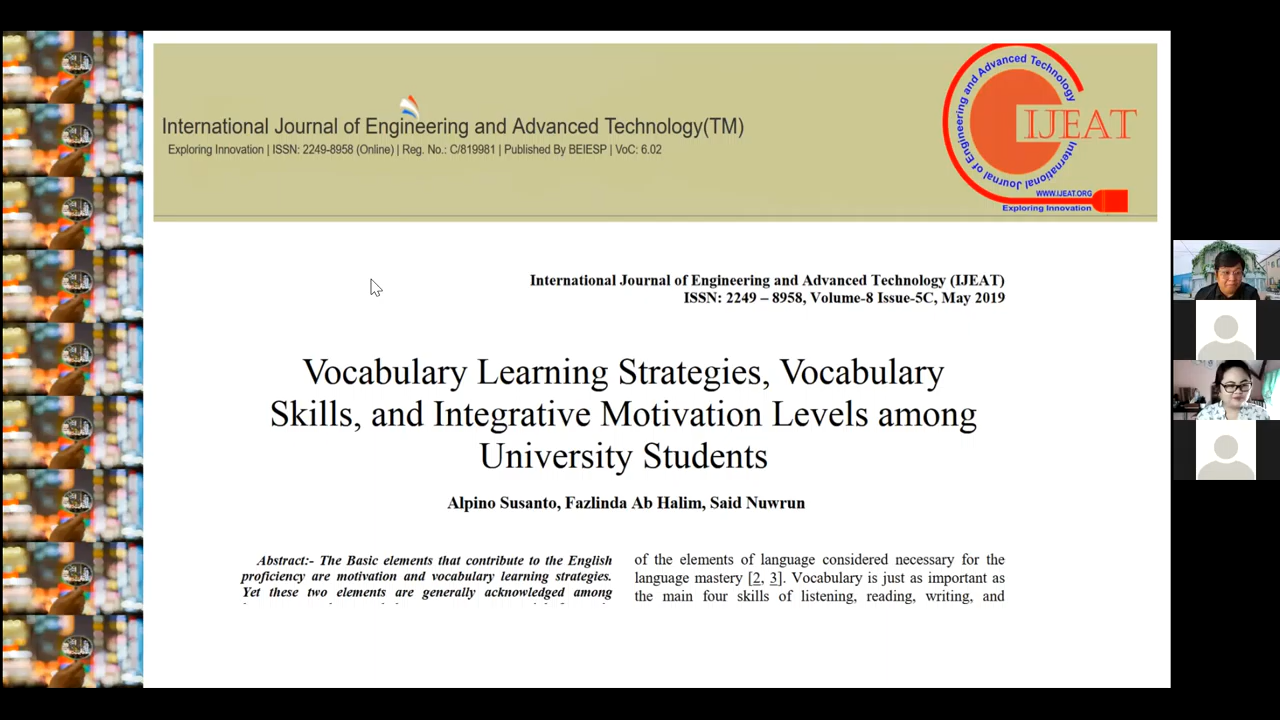 International Journal of Engineering and Advanced Technology(TM)
Exploring Innovation | ISSN: 2249-8958 (Online) | Reg. No.: C/819981 | Published By BEIESP | VoC: 6.02
International Journal of Engineering and Advanced Technology
IJEAT
WWW.IJEAT.ORG
Exploring Innovation
International Journal of Engineering and Advanced Technology (IJEAT)
ISSN: 2249 – 8958, Volume-8 Issue-5C, May 2019
Vocabulary Learning Strategies, Vocabulary
Skills, and Integrative Motivation Levels among
University Students
Alpino Susanto, Fazlinda Ab Halim, Said Nuwrun
Abstract:- The Basic elements that contribute to the English
proficiency are motivation and vocabulary learning strategies.
Yet these two elements are generally acknowledged among
of the elements of language considered necessary for the
language mastery [2, 3]. Vocabulary is just as important as
the main four skills of listening, reading, writing, and